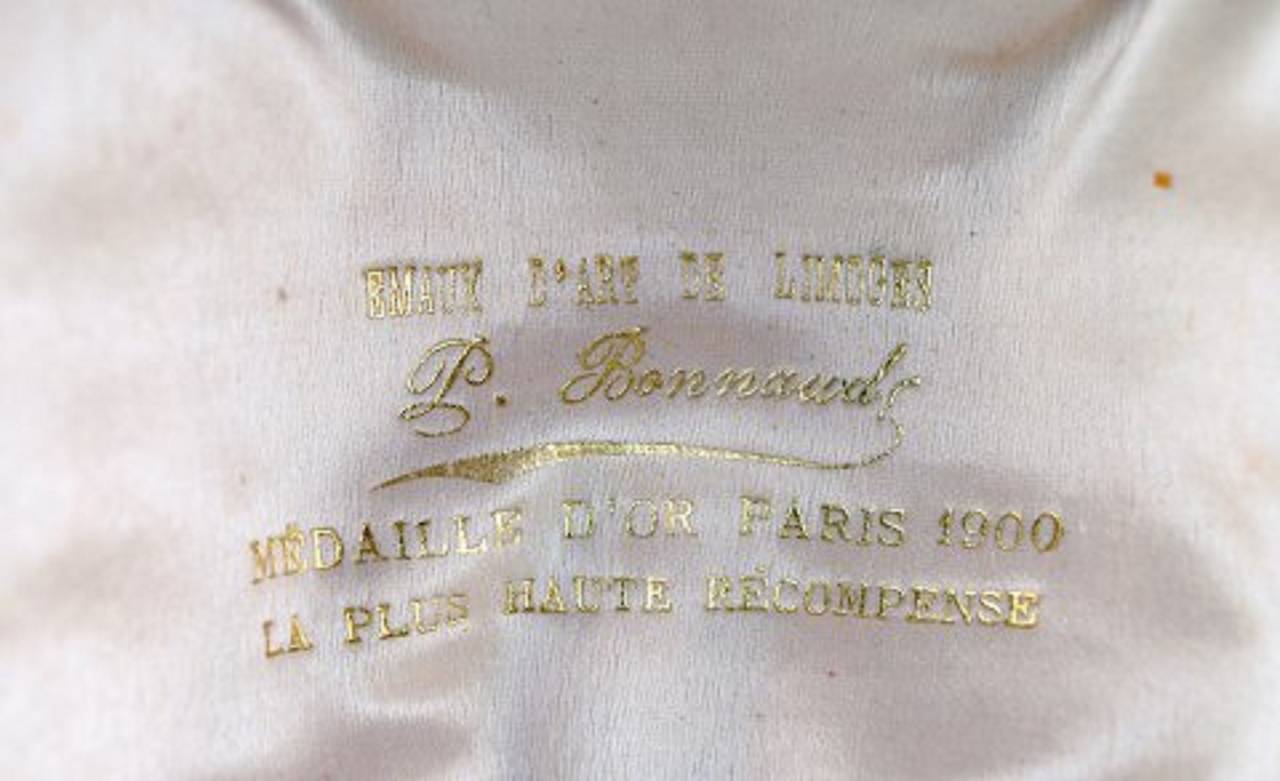 EMAUX D'ART DE LIMOGES
P. Bonnaud
MÉDAILLE D'OR PARIS 1900
LA PLUS HAUTE RÉCOMPENSE